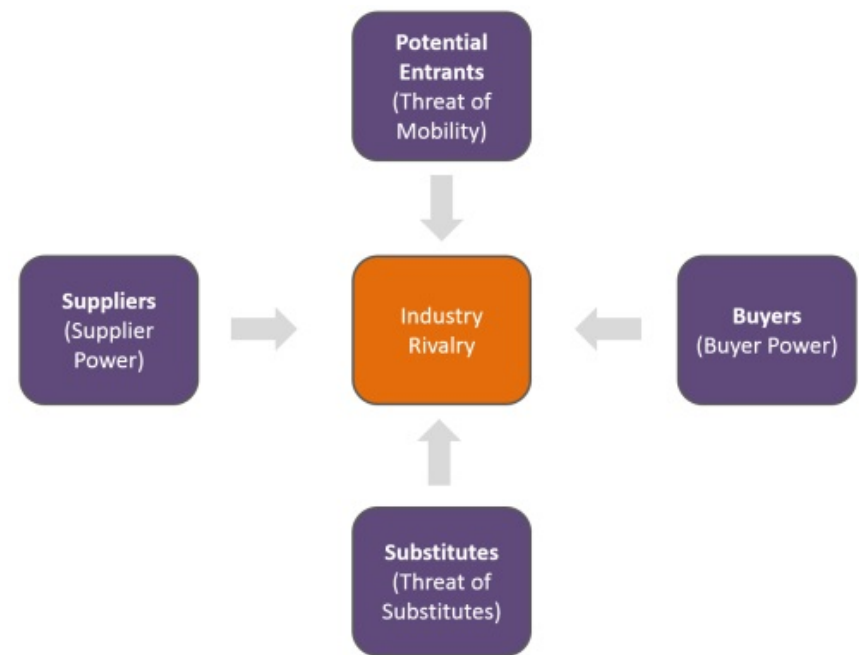 Potential
Entrants
(Threat of
Mobility)
Suppliers
(Supplier
Power)
Industry
Rivalry
Buyers
(Buyer Power)
Substitutes
(Threat of
Substitutes)